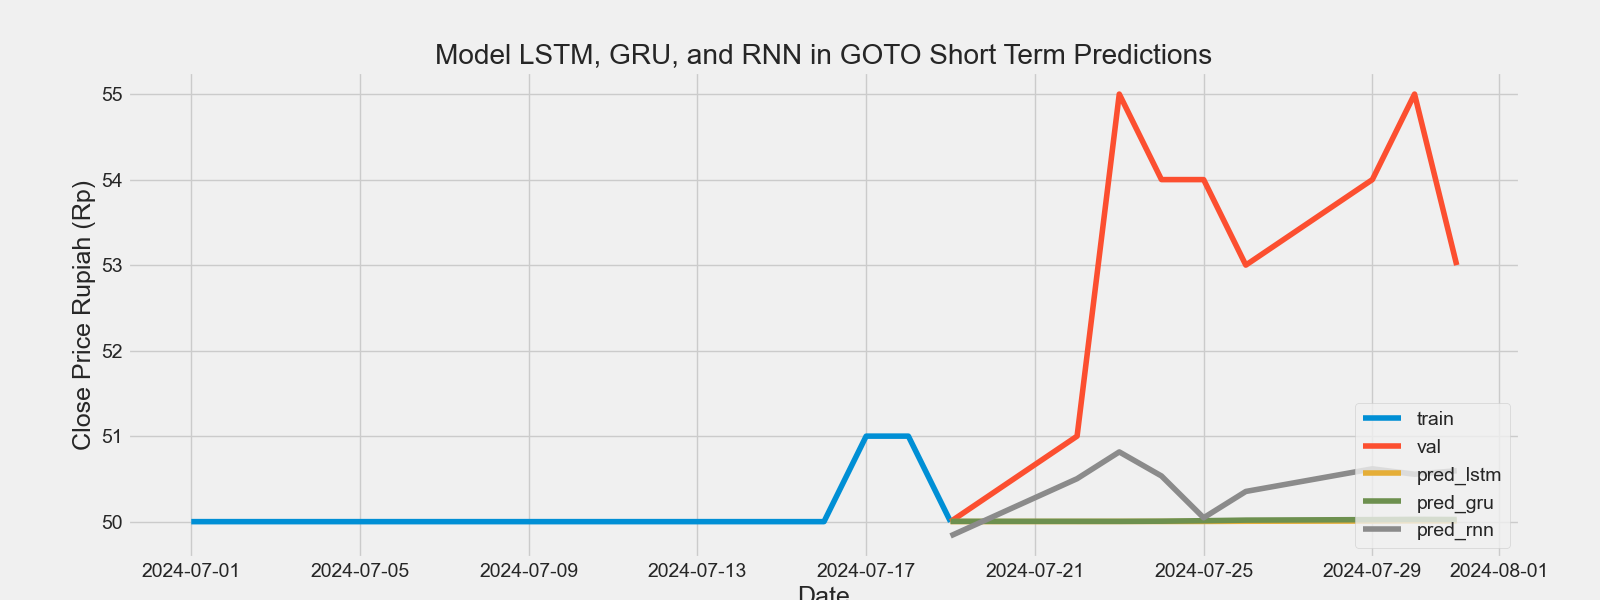 Model LSTM, GRU, and RNN in GOTO Short Term Predictions
Close Price Rupiah (Rp)
55
54
53
52
51
50
train
val
pred_lstm
pred_gru
pred_rnn
2024-07-01 2024-07-05 2024-07-09 2024-07-13 2024-07-17 2024-07-21 2024-07-25 2024-07-29 2024-08-01
Date